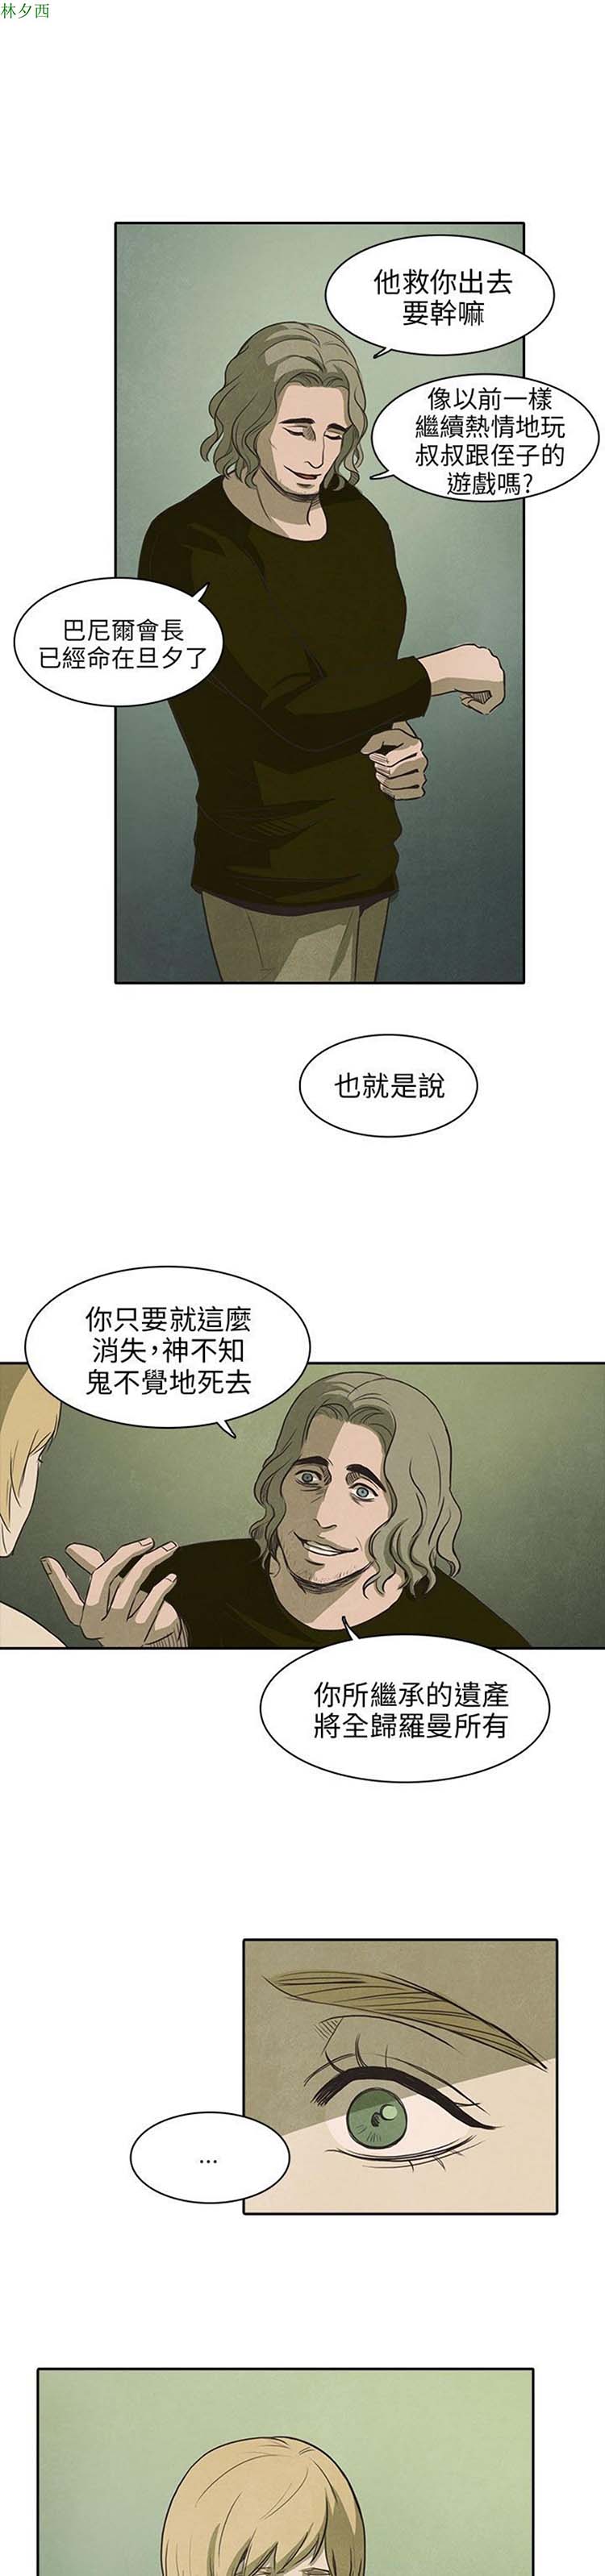 林夕西
他救你出去
要幹嘛
像以前一樣
繼續熱情地玩
叔叔跟侄子的
遊戲嗎?
巴尼爾會長
已經命在旦夕了
也就是說
你只要就這麼
消失,神不知
鬼不覺地死去
你所繼承的遺產
將全歸羅曼所有
...